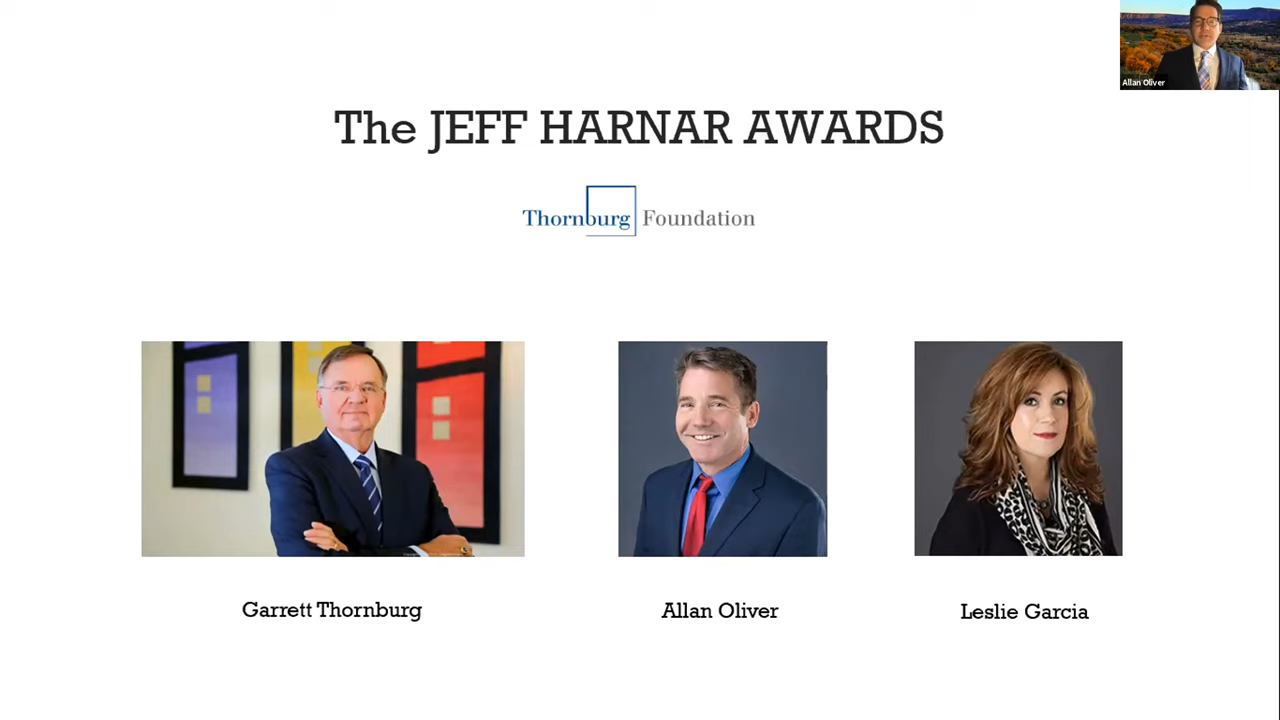 Allan Oliver
The JEFF HARNAR AWARDS
Thornburg Foundation
Garrett Thornburg
Allan Oliver
Leslie Garcia